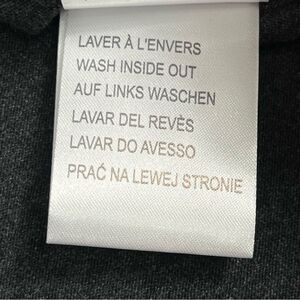 LAVER À L'ENVERS
WASH INSIDE OUT
AUF LINKS WASCHEN
LAVAR DEL REVÈS
LAVAR DO AVESSO
PRAĆ NA LEWEJ STRONIE